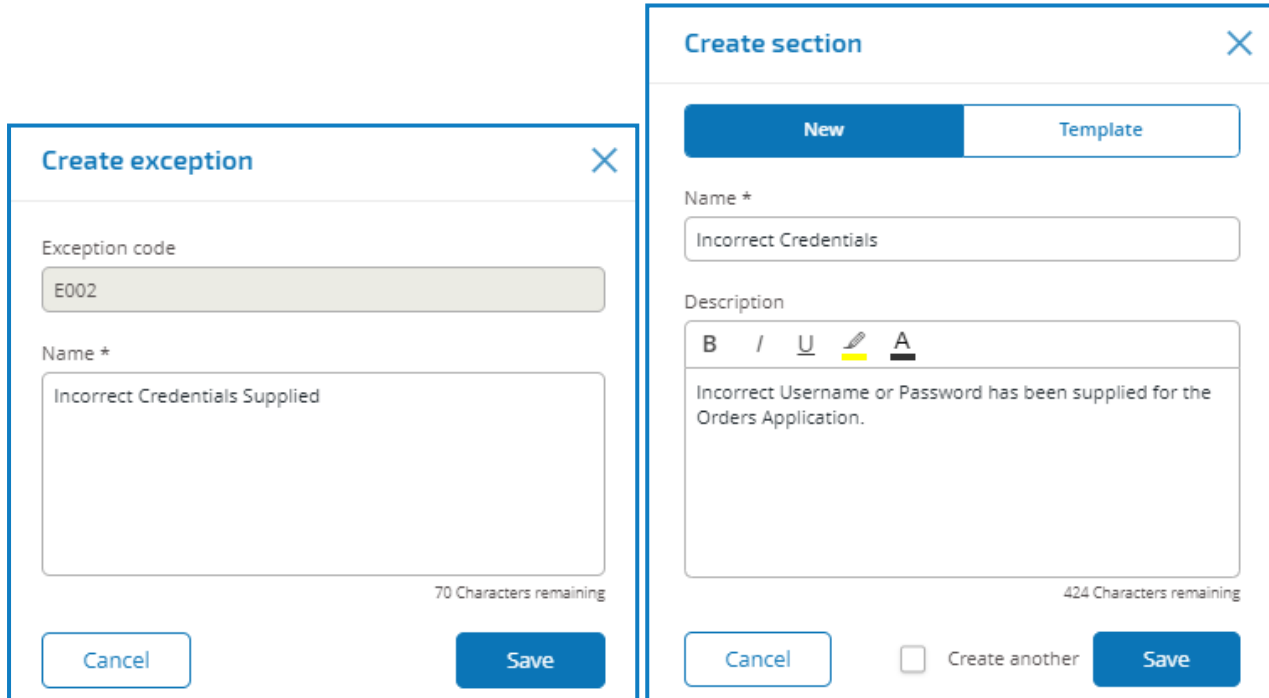 Create exception
Exception code
E002
Name *
Incorrect Credentials Supplied
70 Characters remaining
Cancel
Save
Create section
New
Template
Name *
Incorrect Credentials
Description
B I U A
Incorrect Username or Password has been supplied for the
Orders Application.
424 Characters remaining
Cancel
Create another
Save